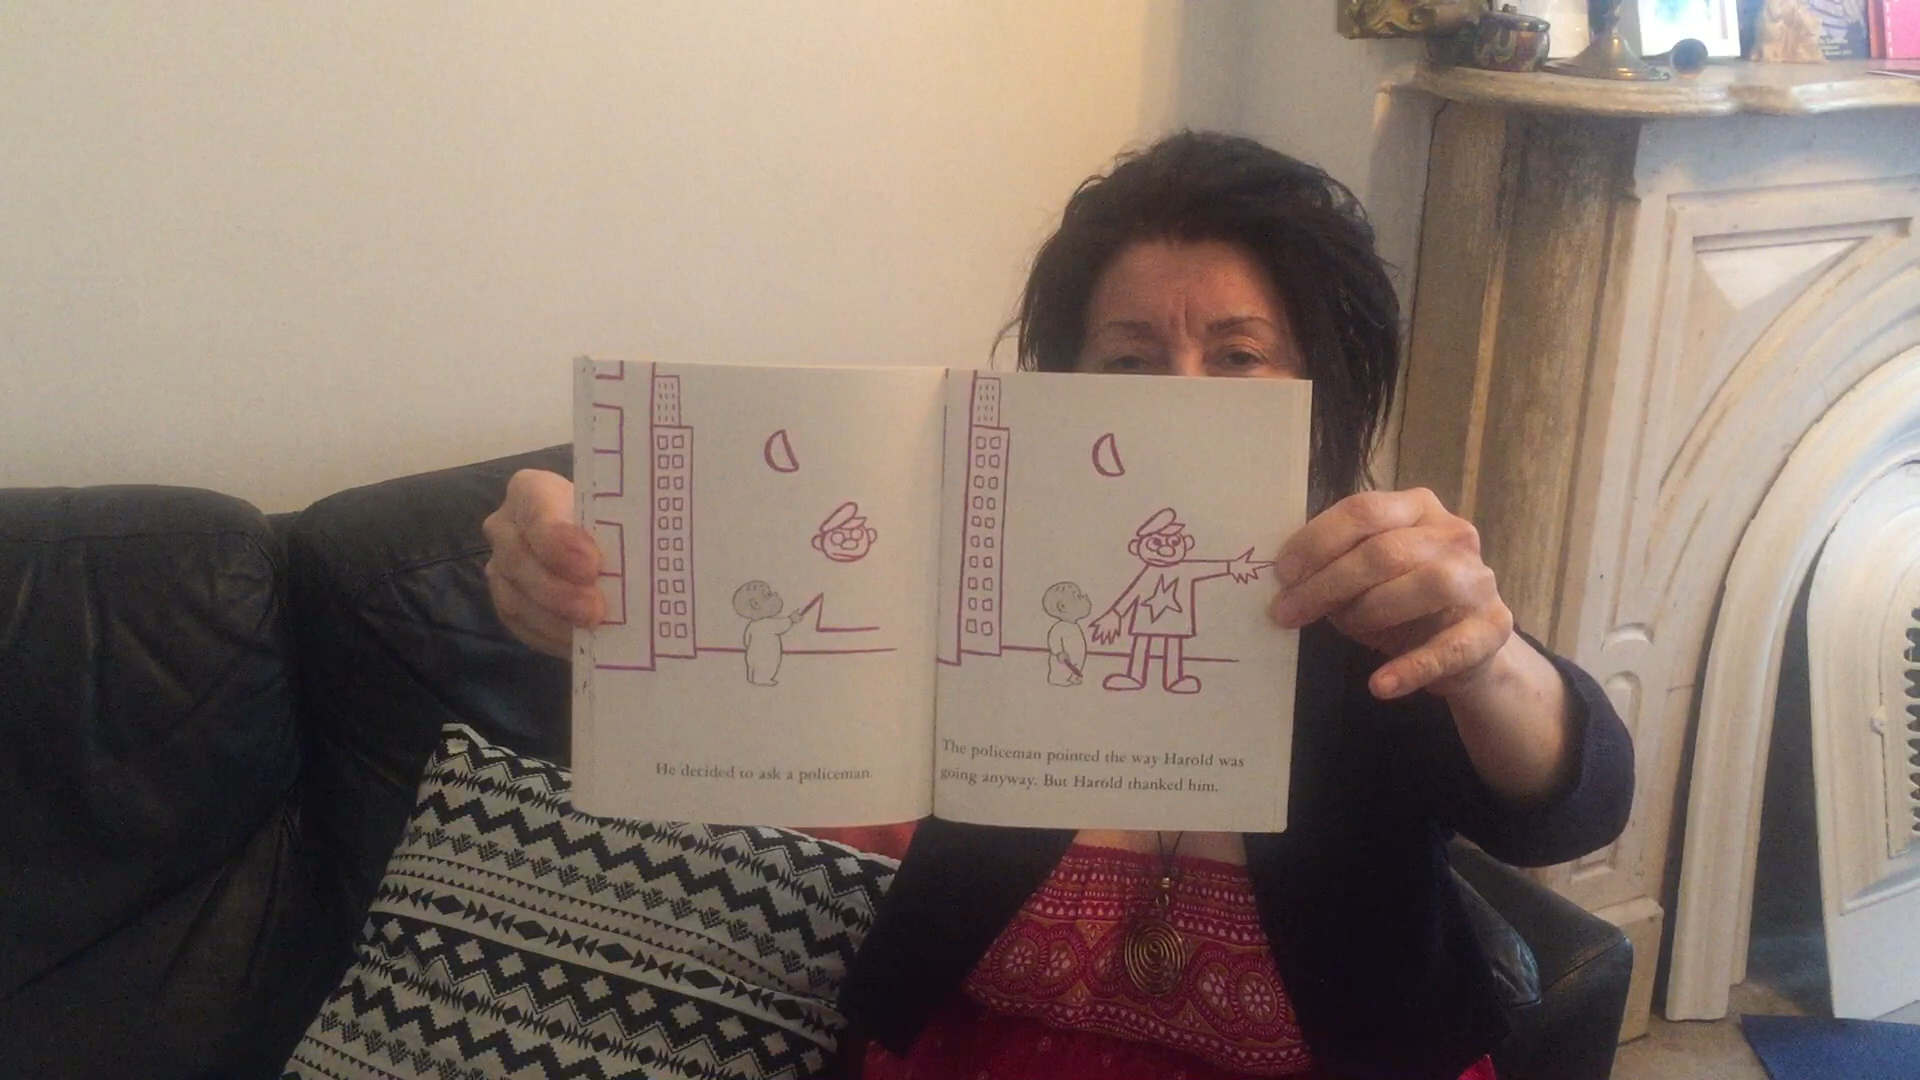 He decided to ask a policeman.
The policeman pointed the way Harold was
going anyway. But Harold thanked him.